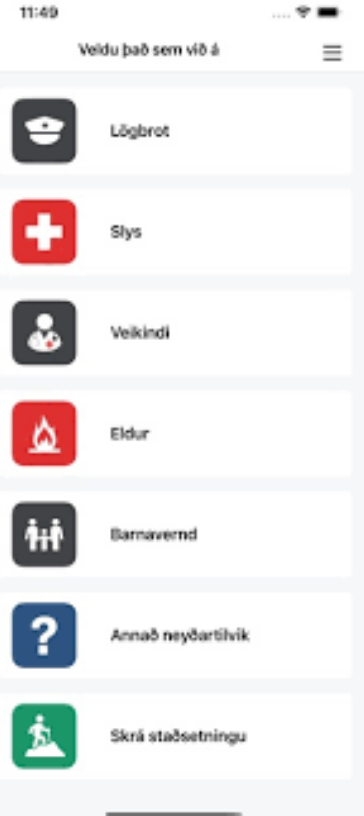 11:49
Veldu það sem við á
Lögbrot
Slys
Veikindi
Eldur
Barnavernd
?
Annað neyðartilvik
Skrá staðsetningu